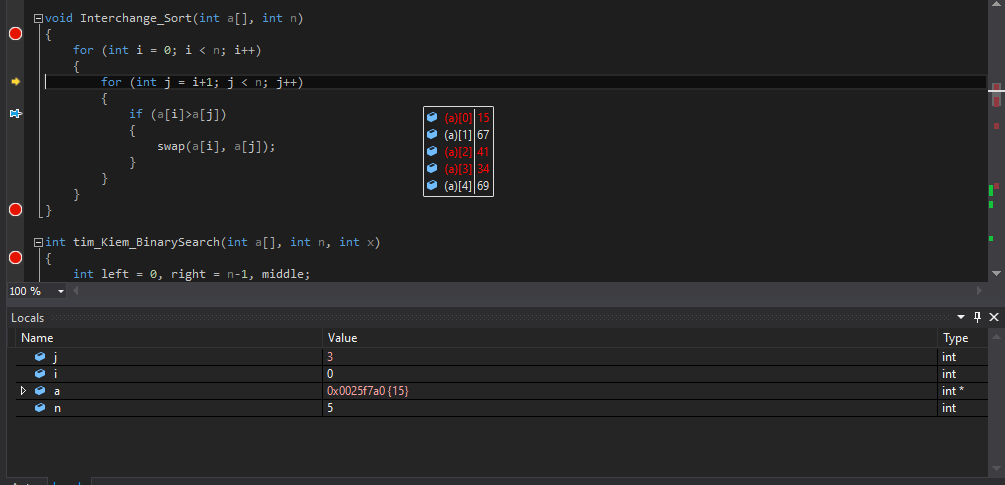 void Interchange_Sort(int a[], int n)
{
for (int i = 0; i < n; i++)
{
for (int j = i+1; j < n; j++)
{
if (a[i]>a[j])
{
swap(a[i], a[j]);
}
}
}
}
(a)[0] 15
(a)[1] 67
(a)[2] 41
(a)[3] 34
(a)[4] 69
int tim_Kiem_BinarySearch(int a[], int n, int x)
{
int left = 0, right = n-1, middle;
100 %
Locals
Name Value Type
j 3 int
i 0 int
a 0x0025f7a0 {15} int *
n 5 int